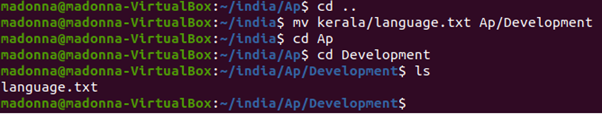 madonna@madonna-VirtualBox:~/india/Ap$ cd ..
madonna@madonna-VirtualBox:~/india$ mv kerala/language.txt Ap/Development
madonna@madonna-VirtualBox:~/india$ cd Ap
madonna@madonna-VirtualBox:~/india/Ap$ cd Development
madonna@madonna-VirtualBox:~/india/Ap/Development$ ls
language.txt
madonna@madonna-VirtualBox:~/india/Ap/Development$